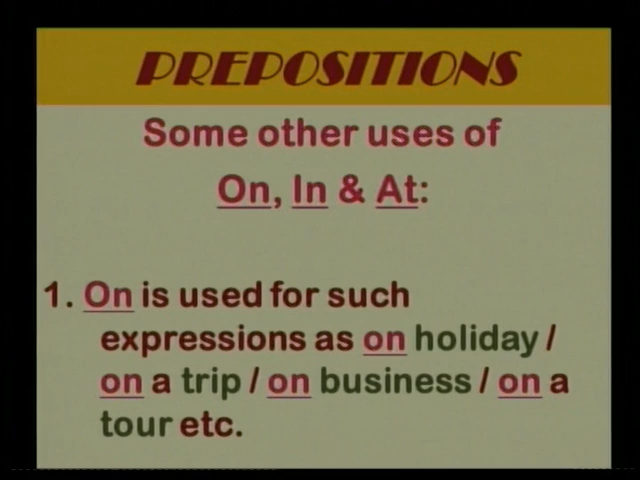 PREPOSITIONS
Some other uses of
On, In & At:
1. On is used for such
expressions as on holiday /
on a trip / on business / on a
tour etc.